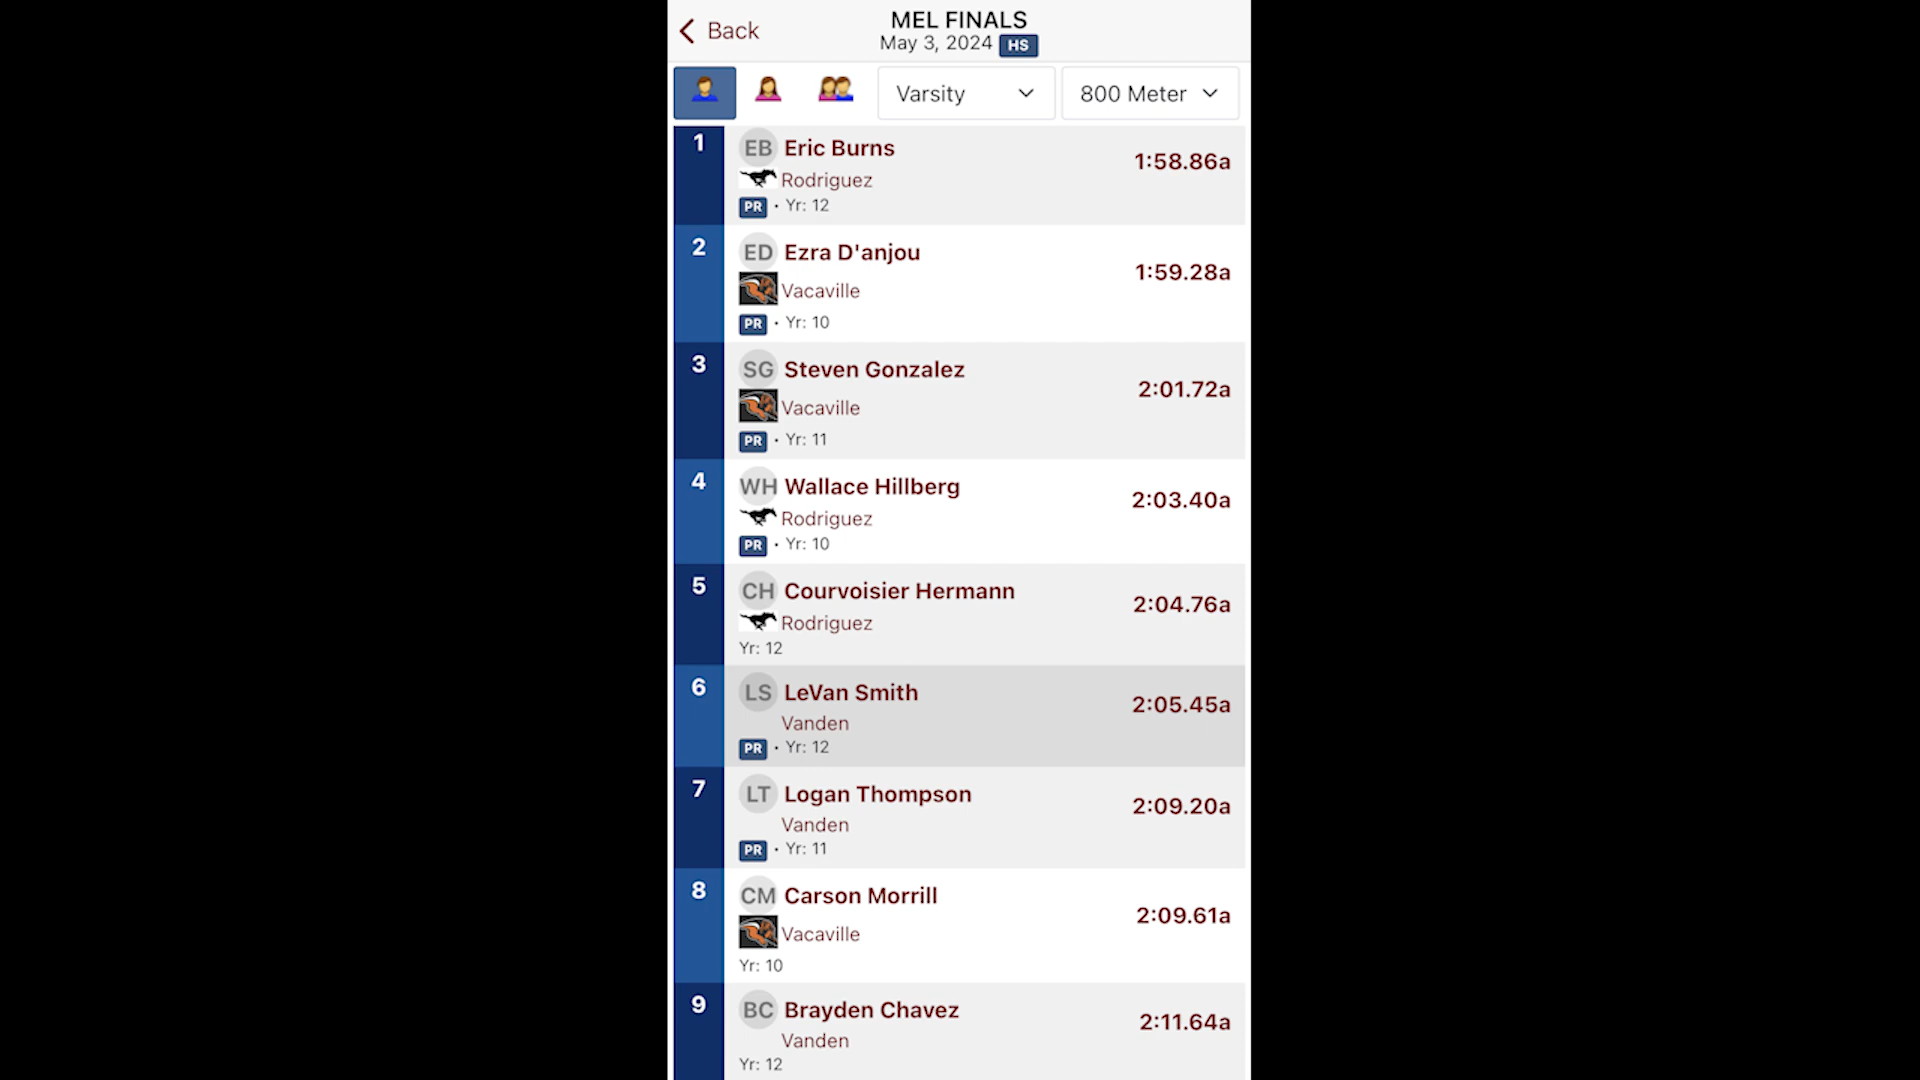 Back
MEL FINALS
May 3, 2024 HS
Varsity
800 Meter
1
EB Eric Burns
1:58.86a
Rodriguez
PR · Yr: 12
2
ED Ezra D'anjou
1:59.28a
Vacaville
PR · Yr: 10
3
SG Steven Gonzalez
2:01.72a
Vacaville
PR · Yr: 11
4
WH Wallace Hillberg
2:03.40a
Rodriguez
PR · Yr: 10
5
CH Courvoisier Hermann
2:04.76a
Rodriguez
Yr: 12
6
LS LeVan Smith
2:05.45a
Vanden
PR · Yr: 12
7
LT Logan Thompson
2:09.20a
Vanden
PR · Yr: 11
8
CM Carson Morrill
2:09.61a
Vacaville
Yr: 10
9
BC Brayden Chavez
2:11.64a
Vanden
Yr: 12